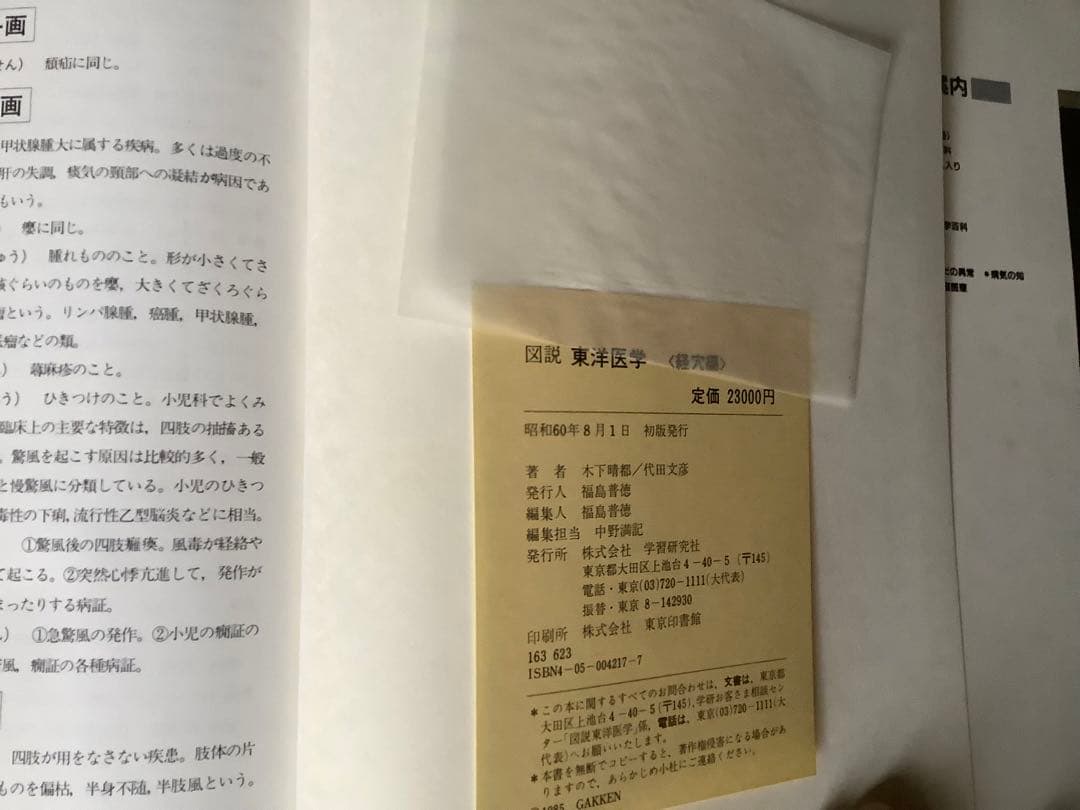 画
せん) 㿗疝に同じ。
画
甲状腺腫大に属する疾病。多くは過度の不
肝の失調,痰気の頸部への凝結が病因であ
もいう。
癭に同じ。
ゅう) 腫れもののこと。形が小さくてさ
ぐらいのものを癭,大きくてざくろぐら
という。リンパ腺腫,癌腫,甲状腺腫,
瘤などの類。
蕁麻疹のこと。
う) ひきつけのこと。小児科でよくみ
臨床上の主要な特徴は,四肢の抽搐ある
。驚風を起こす原因は比較的多く,一般
と慢驚風に分類している。小児のひきつ
毒性の下痢,流行性乙型脳炎などに相当。
①驚風後の四肢癱瘓。風毒が経絡や
て起こる。②突然心悸亢進して,発作が
まったりする病証。
) ①急驚風の発作。②小児の癇証の
風,癇証の各種病証。
四肢が用をなさない疾患。肢体の片
ものを偏枯,半身不随,半肢風という。
図説 東洋医学 〈経穴編〉
定価 23000円
昭和60年8月1日 初版発行
著 者 木下晴都/代田文彦
発行人 福島普徳
編集人 福島普徳
編集担当 中野満記
発行所 株式会社 学習研究社
東京都大田区上池台4-40-5(〒145)
電話・東京(03)720-1111(大代表)
振替・東京 8-142930
印刷所 株式会社 東京印書館
163 623
ISBN4-05-004217-7
*この本に関するすべてのお問合わせは,文書は,東京都
大田区上池台4-40-5(〒145),学研お客さま相談セン
ター「図説東洋医学」係,電話は,東京(03)720-1111(大
代表)へお願いいたします。
*本書を無断でコピーすると,著作権侵害になる場合があ
りますので,あらかじめ小社にご連絡ください。
©1985 GAKKEN
案内
科
入り
学百科
の異常 ●病気の知